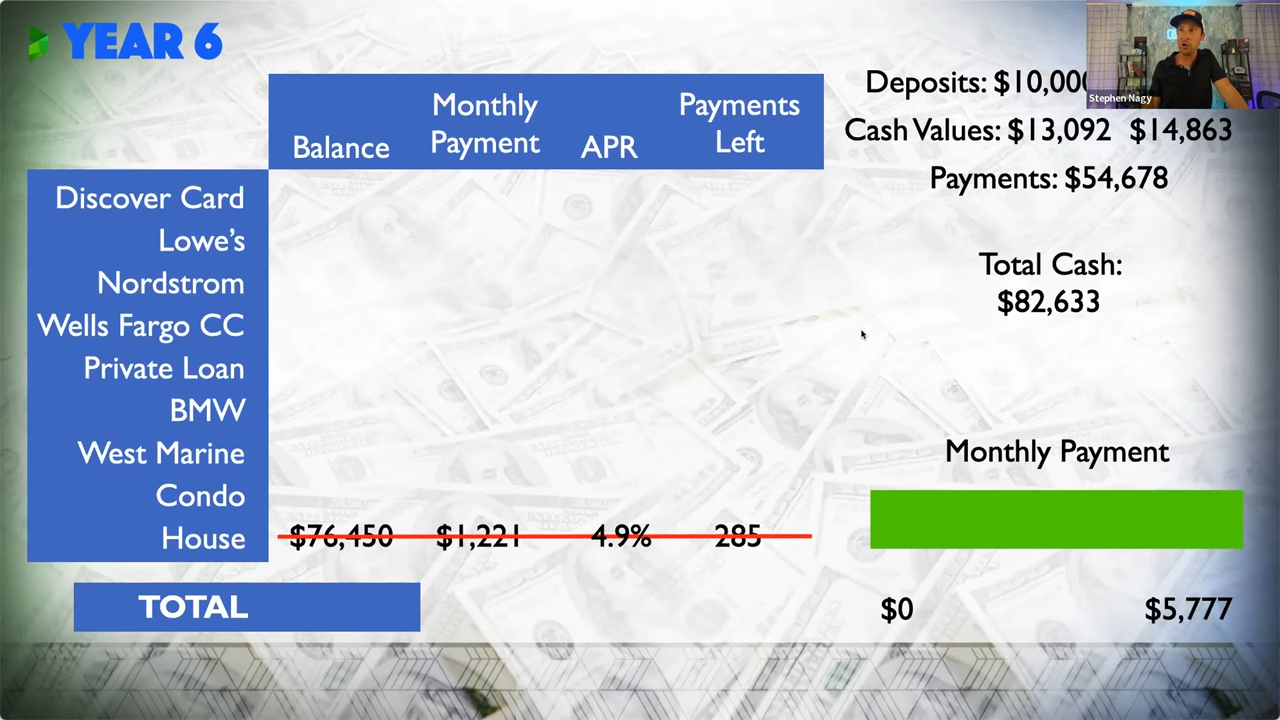 YEAR 6
Balance
Monthly
Payment
APR
Payments
Left
Discover Card
Lowe's
Nordstrom
Wells Fargo CC
Private Loan
BMW
West Marine
Condo
House $76,450 $1,221 4.9% 285
TOTAL
Deposits:
Cash Values: $13,092 $14,863
Payments: $54,678
Total Cash:
$82,633
Monthly Payment
$0 $5,777
Stephen Nagy